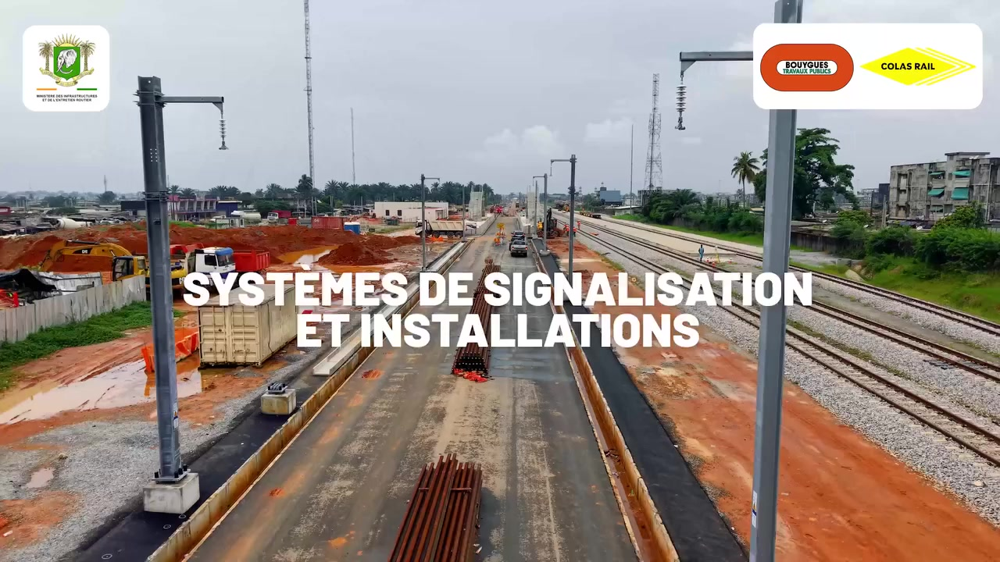 MINISTERE DES INFRASTRUCTURES
ET DE L'ENTRETIEN ROUTIER
BOUYGUES
TRAVAUX PUBLICS
COLAS RAIL
SYSTÈMES DE SIGNALISATION
ET INSTALLATIONS